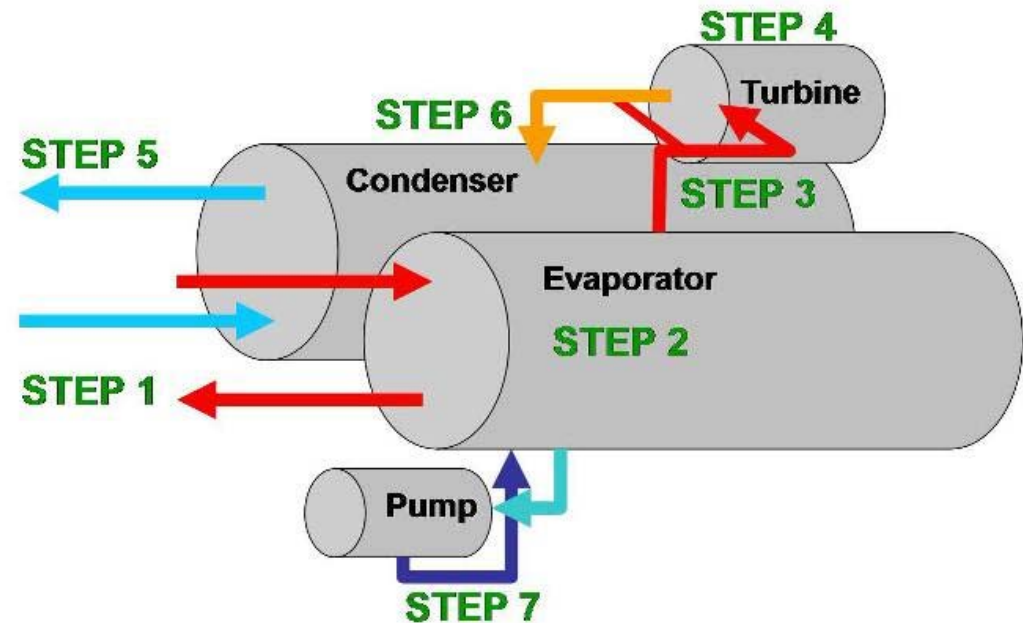 STEP 4
Turbine
STEP 6
STEP 5
Condenser
STEP 3
Evaporator
STEP 2
STEP 1
Pump
STEP 7